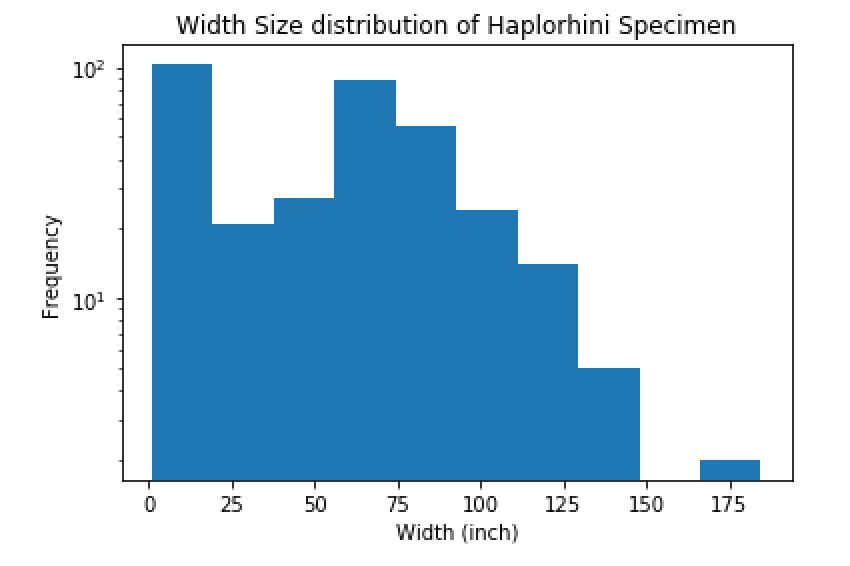 Width Size distribution of Haplorhini Specimen
10²
10¹
Frequency
0 25 50 75 100 125 150 175
Width (inch)